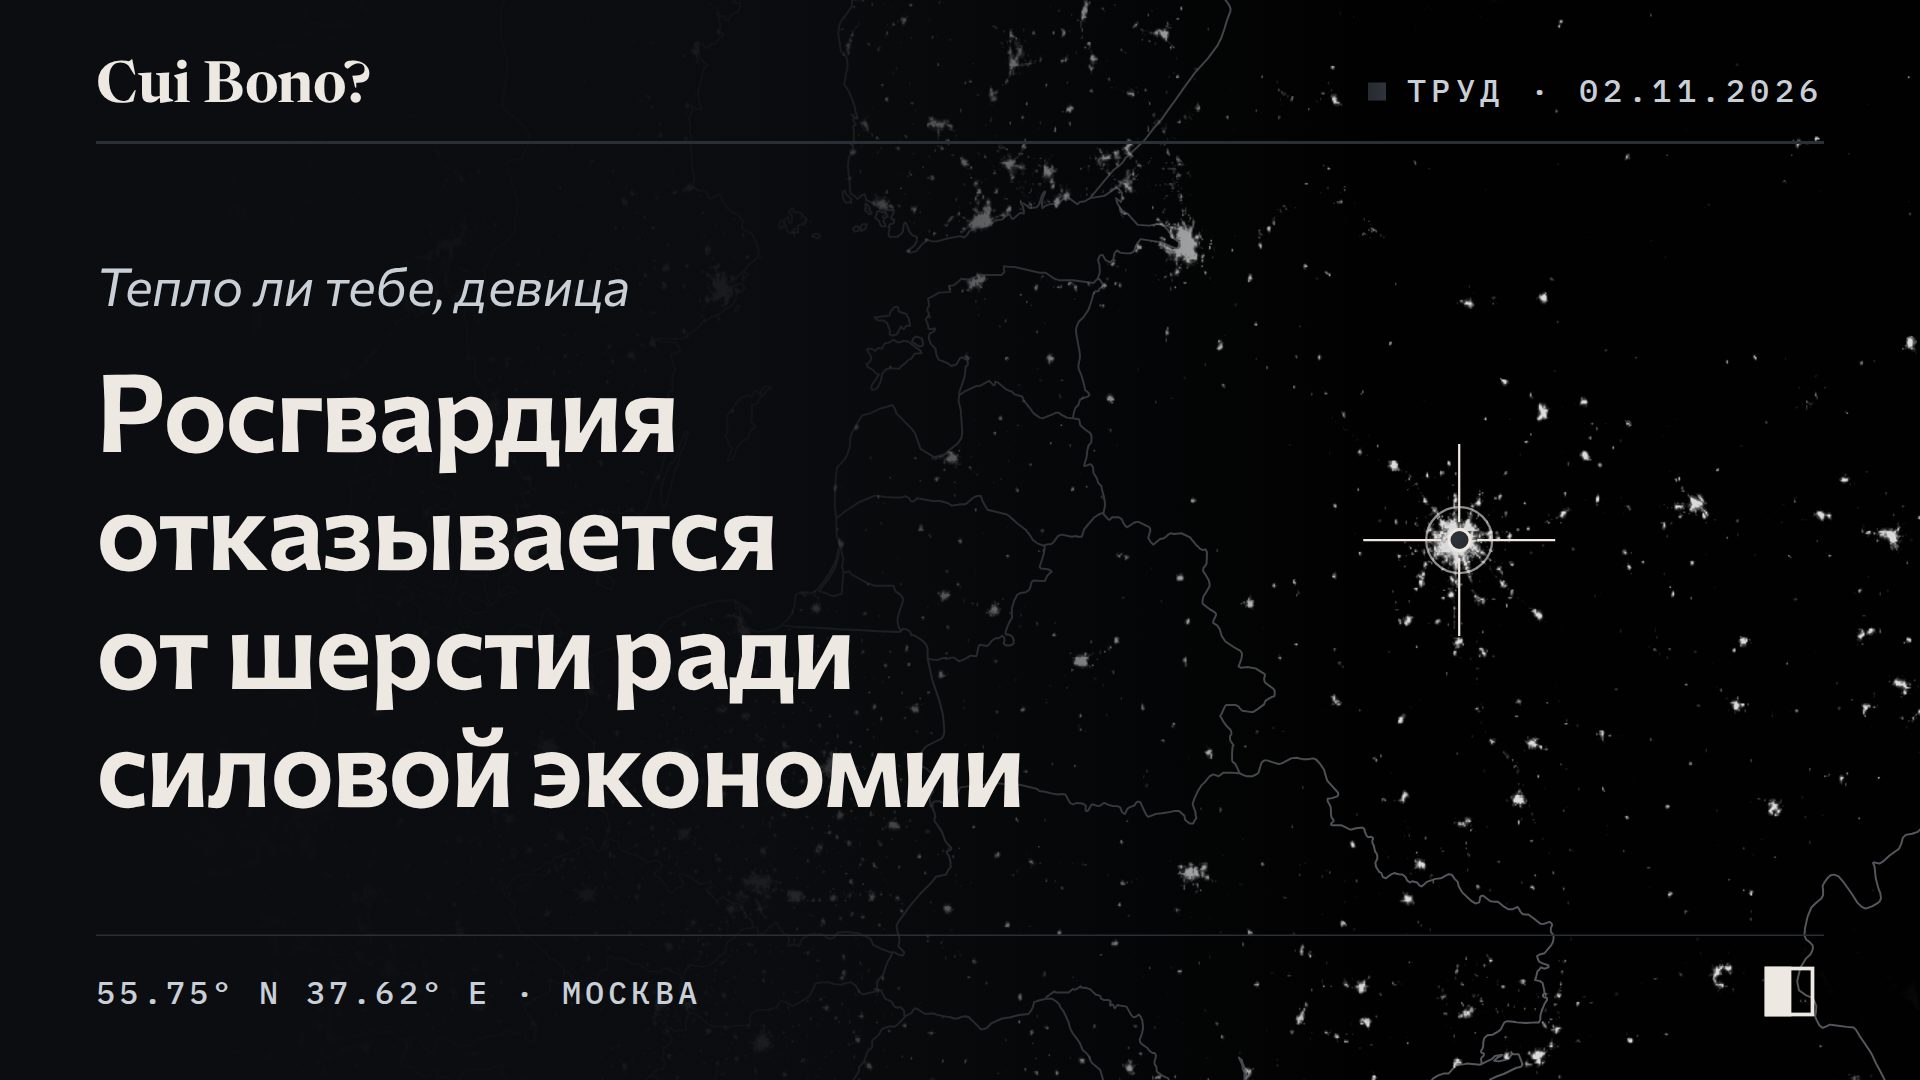 Cui Bono?
ТРУД · 02.11.2026
Тепло ли тебе, девица
Росгвардия
отказывается
от шерсти ради
силовой экономии
55.75° N 37.62° E · МОСКВА